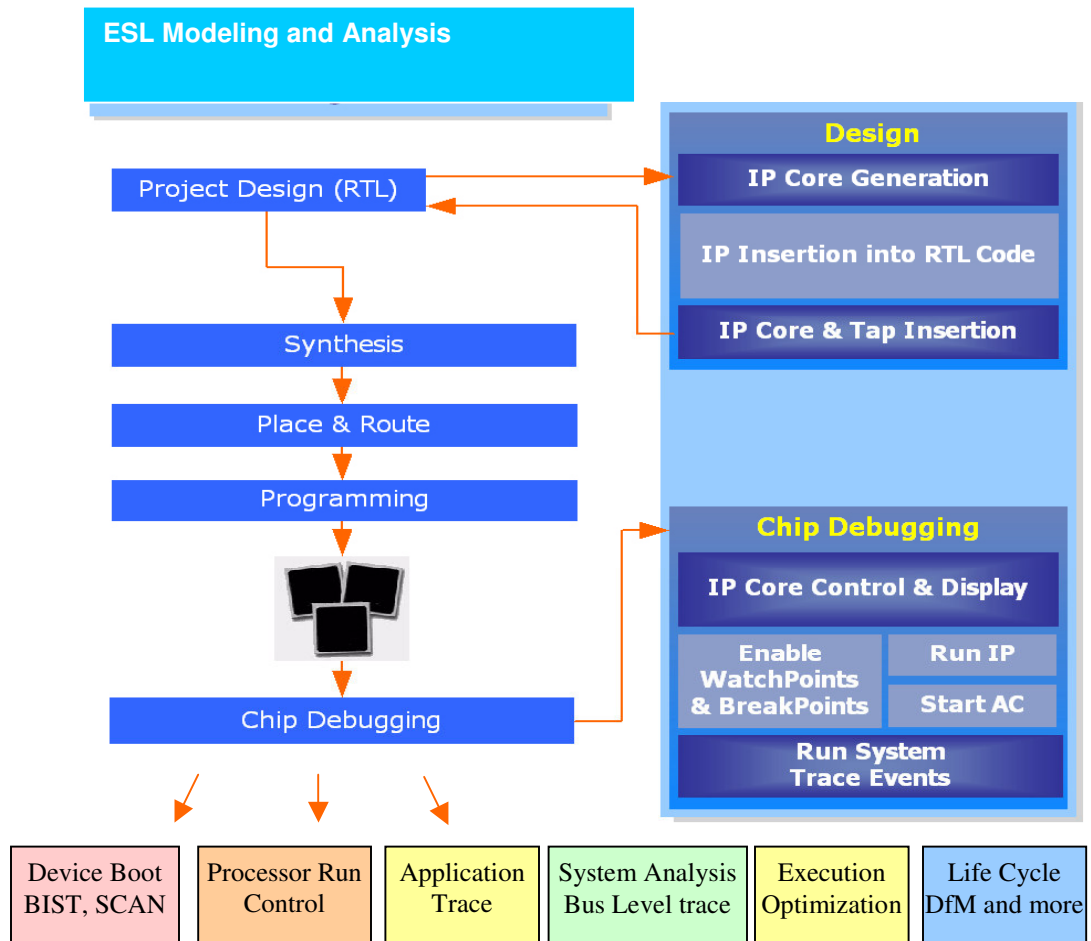 ESL Modeling and Analysis
Project Design (RTL)
Synthesis
Place & Route
Programming
Chip Debugging
Design
IP Core Generation
IP Insertion into RTL Code
IP Core & Tap Insertion
Chip Debugging
IP Core Control & Display
Enable
WatchPoints
& BreakPoints
Run IP
Start AC
Run System
Trace Events
Device Boot
BIST, SCAN
Processor Run
Control
Application
Trace
System Analysis
Bus Level trace
Execution
Optimization
Life Cycle
DfM and more